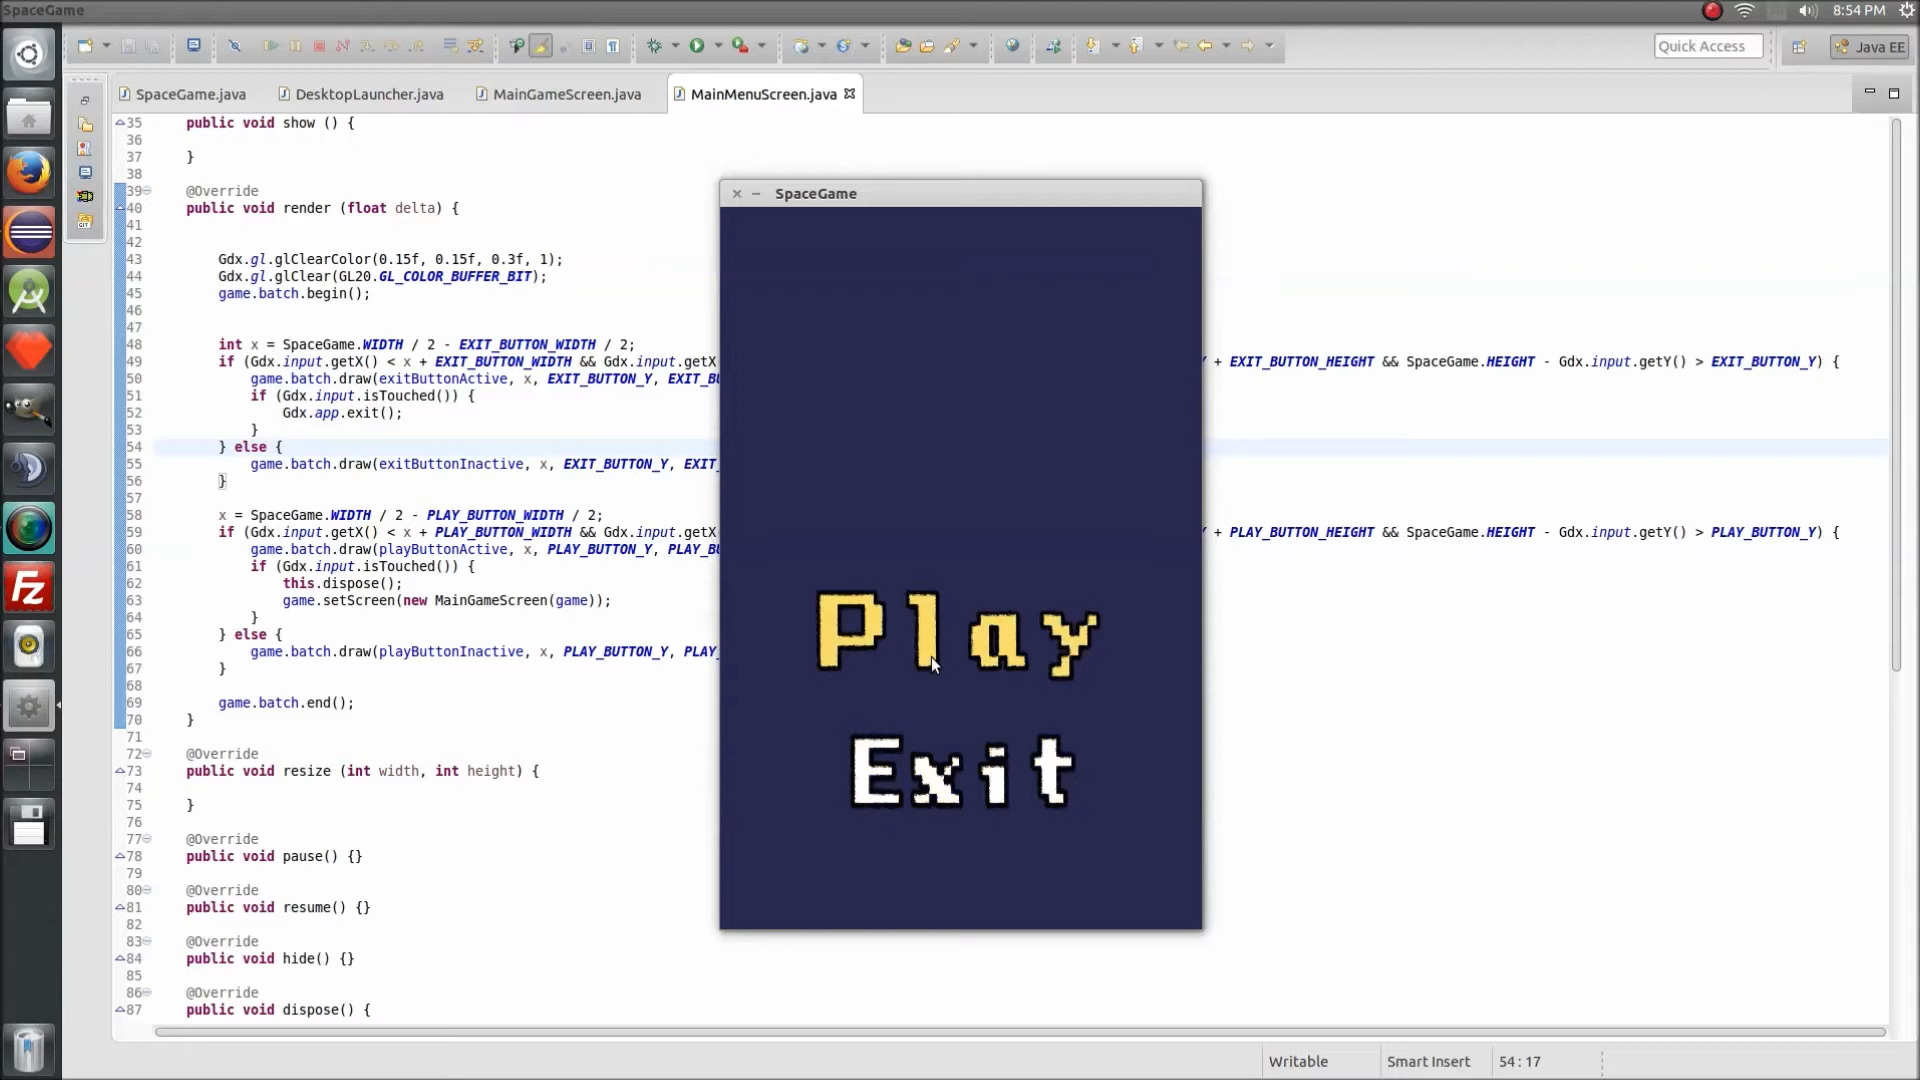 SpaceGame
8:54 PM
Quick Access
Java EE
SpaceGame.java
DesktopLauncher.java
MainGameScreen.java
MainMenuScreen.java
35 public void show () {
36
37 }
38
39 @Override
40 public void render (float delta) {
41
42
43 Gdx.gl.glClearColor(0.15f, 0.15f, 0.3f, 1);
44 Gdx.gl.glClear(GL20.GL_COLOR_BUFFER_BIT);
45 game.batch.begin();
46
47
48 int x = SpaceGame.WIDTH / 2 - EXIT_BUTTON_WIDTH / 2;
49 if (Gdx.input.getX() < x + EXIT_BUTTON_WIDTH && Gdx.input.getX + EXIT_BUTTON_HEIGHT && SpaceGame.HEIGHT - Gdx.input.getY() > EXIT_BUTTON_Y) {
50 game.batch.draw(exitButtonActive, x, EXIT_BUTTON_Y, EXIT_BU
51 if (Gdx.input.isTouched()) {
52 Gdx.app.exit();
53 }
54 } else {
55 game.batch.draw(exitButtonInactive, x, EXIT_BUTTON_Y, EXIT_
56 }
57
58 x = SpaceGame.WIDTH / 2 - PLAY_BUTTON_WIDTH / 2;
59 if (Gdx.input.getX() < x + PLAY_BUTTON_WIDTH && Gdx.input.getX + PLAY_BUTTON_HEIGHT && SpaceGame.HEIGHT - Gdx.input.getY() > PLAY_BUTTON_Y) {
60 game.batch.draw(playButtonActive, x, PLAY_BUTTON_Y, PLAY_BU
61 if (Gdx.input.isTouched()) {
62 this.dispose();
63 game.setScreen(new MainGameScreen(game));
64 }
65 } else {
66 game.batch.draw(playButtonInactive, x, PLAY_BUTTON_Y, PLAY_
67 }
68
69 game.batch.end();
70 }
71
72 @Override
73 public void resize (int width, int height) {
74
75 }
76
77 @Override
78 public void pause() {}
79
80 @Override
81 public void resume() {}
82
83 @Override
84 public void hide() {}
85
86 @Override
87 public void dispose() {
SpaceGame
Play
Exit
Writable
Smart Insert
54 : 17